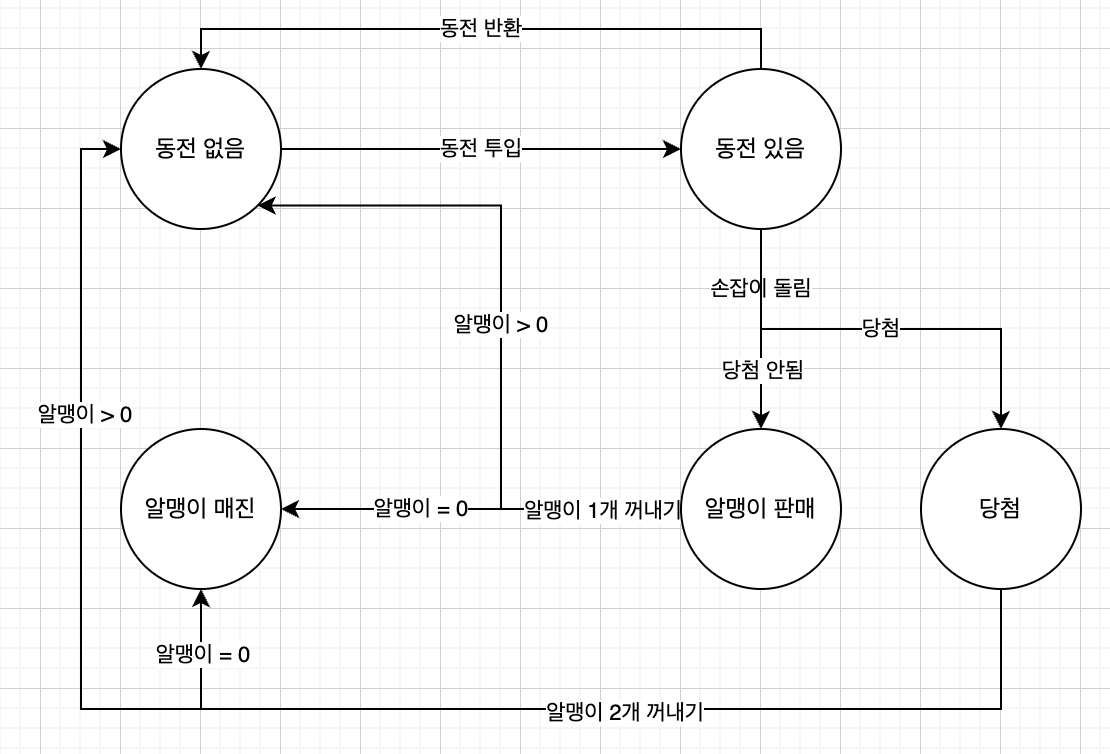 동전 반환
동전 없음
동전 투입
동전 있음
손잡이 돌림
알맹이 > 0
당첨
당첨 안됨
알맹이 > 0
알맹이 매진
알맹이 = 0
알맹이 1개 꺼내기
알맹이 판매
당첨
알맹이 = 0
알맹이 2개 꺼내기